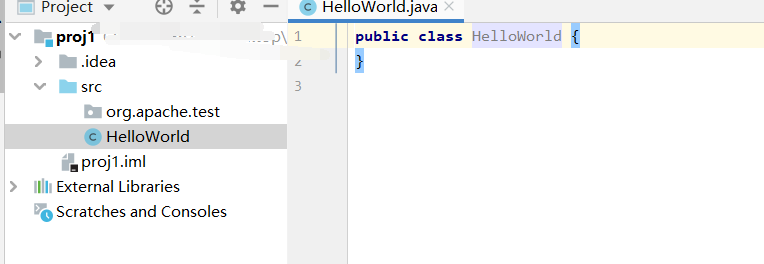 Project
HelloWorld.java
proj1
.idea
src
org.apache.test
HelloWorld
proj1.iml
External Libraries
Scratches and Consoles
1 public class HelloWorld {
2 }
3